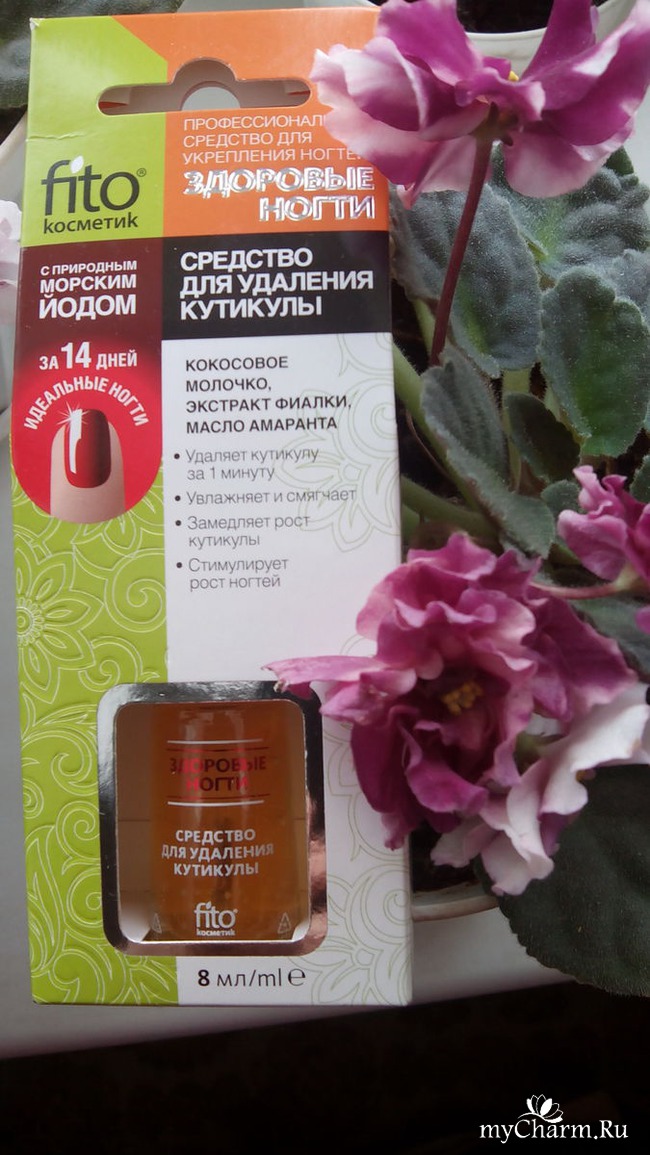 ПРОФЕССИОНАЛ
СРЕДСТВО ДЛЯ
УКРЕПЛЕНИЯ НОГТЕ
ЗДОРОВЫЕ
НОГТИ
fito®
косметик
С ПРИРОДНЫМ
МОРСКИМ
ЙОДОМ
СРЕДСТВО
ДЛЯ УДАЛЕНИЯ
КУТИКУЛЫ
ЗА 14 ДНЕЙ
ИДЕАЛЬНЫЕ НОГТИ
КОКОСОВОЕ
МОЛОЧКО,
ЭКСТРАКТ ФИАЛКИ,
МАСЛО АМАРАНТА
• Удаляет кутикулу
за 1 минуту
• Увлажняет и смягчает
• Замедляет рост
кутикулы
• Стимулирует
рост ногтей
ЗДОРОВЫЕ
НОГТИ
СРЕДСТВО
ДЛЯ УДАЛЕНИЯ
КУТИКУЛЫ
fito®
косметик
8 мл/ml ℮
myCharm.Ru